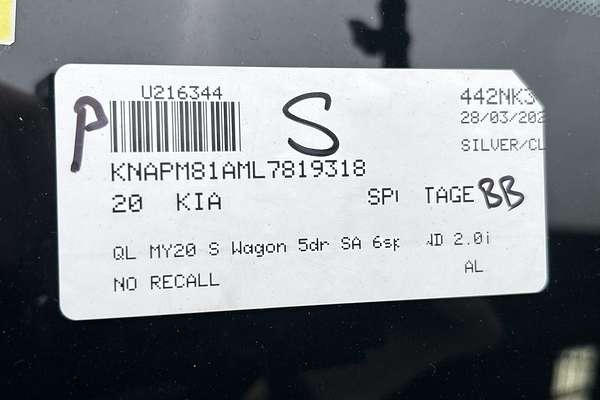 U216344
442NK3
P
S
28/03/202
SILVER/CL
KNAPM81AML7819318
20 KIA SPI TAGE BB
QL MY20 S Wagon 5dr SA 6sp ND 2.0i
NO RECALL
AL